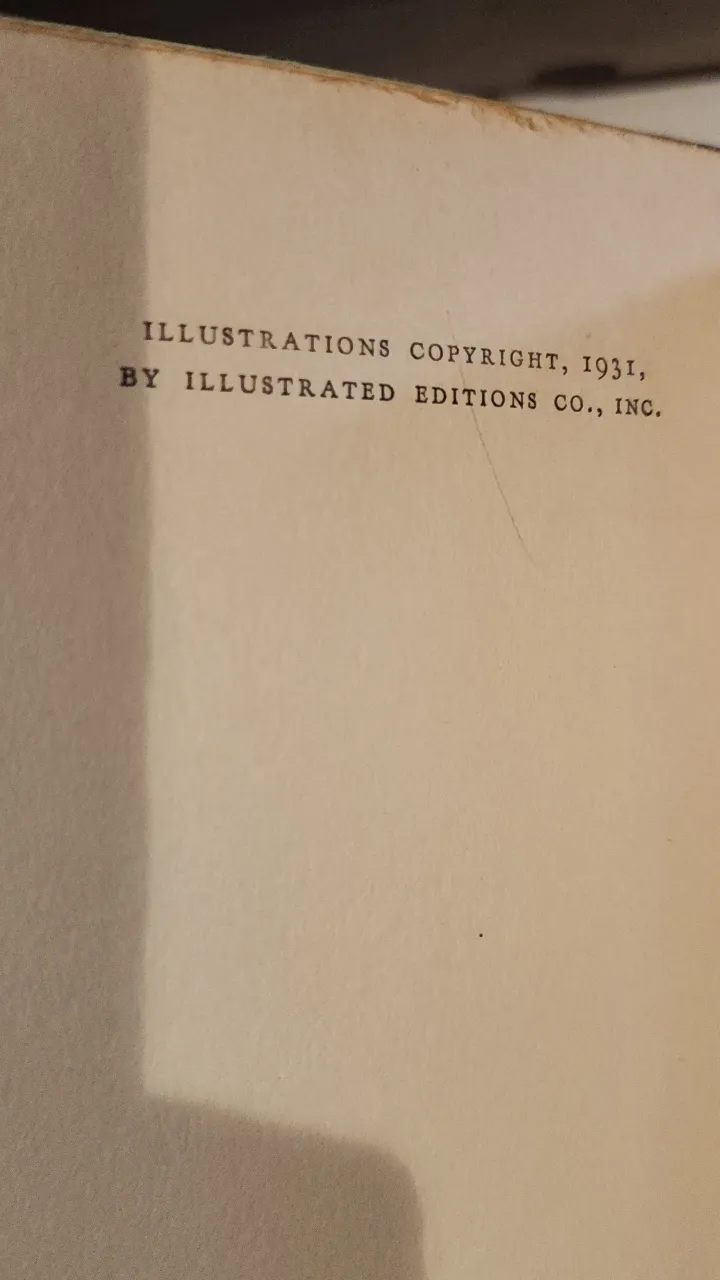 ILLUSTRATIONS COPYRIGHT, 1931,
BY ILLUSTRATED EDITIONS CO., INC.